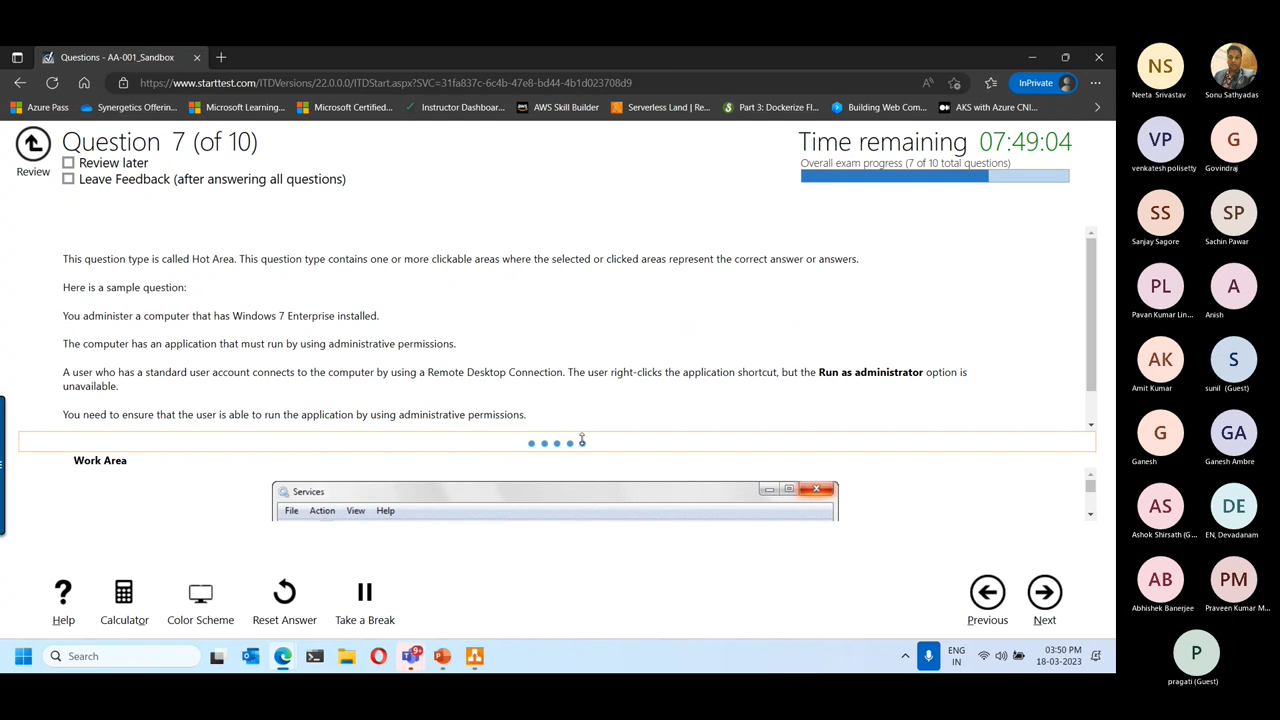 Questions - AA-001_Sandbox
https://www.starttest.com/ITDVersions/22.0.0.0/ITDStart.aspx?SVC=31fa837c-6c4b-47e8-bd44-4b1d023708d9
InPrivate
Azure Pass
Synergetics Offering...
Microsoft Learning...
Microsoft Certified...
Instructor Dashboar...
AWS Skill Builder
Serverless Land | Re...
Part 3: Dockerize Fl...
Building Web Com...
AKS with Azure CNI...
Question 7 (of 10)
Review later
Leave Feedback (after answering all questions)
Review
Time remaining 07:49:04
Overall exam progress (7 of 10 total questions)
This question type is called Hot Area. This question type contains one or more clickable areas where the selected or clicked areas represent the correct answer or answers.
Here is a sample question:
You administer a computer that has Windows 7 Enterprise installed.
The computer has an application that must run by using administrative permissions.
A user who has a standard user account connects to the computer by using a Remote Desktop Connection. The user right-clicks the application shortcut, but the Run as administrator option is
unavailable.
You need to ensure that the user is able to run the application by using administrative permissions.
Work Area
Services
File Action View Help
Help
Calculator
Color Scheme
Reset Answer
Take a Break
Previous
Next
Search
9+
ENG
IN
03:50 PM
18-03-2023
NS
Neeta Srivastav
Sonu Sathyadas
VP
venkatesh polisetty
G
Govindraj
SS
Sanjay Sagore
SP
Sachin Pawar
PL
Pavan Kumar Lin...
A
Anish
AK
Amit Kumar
S
sunil (Guest)
G
Ganesh
GA
Ganesh Ambre
AS
Ashok Shirsath (G...
DE
EN, Devadanam
AB
Abhishek Banerjee
PM
Praveen Kumar M...
P
pragati (Guest)